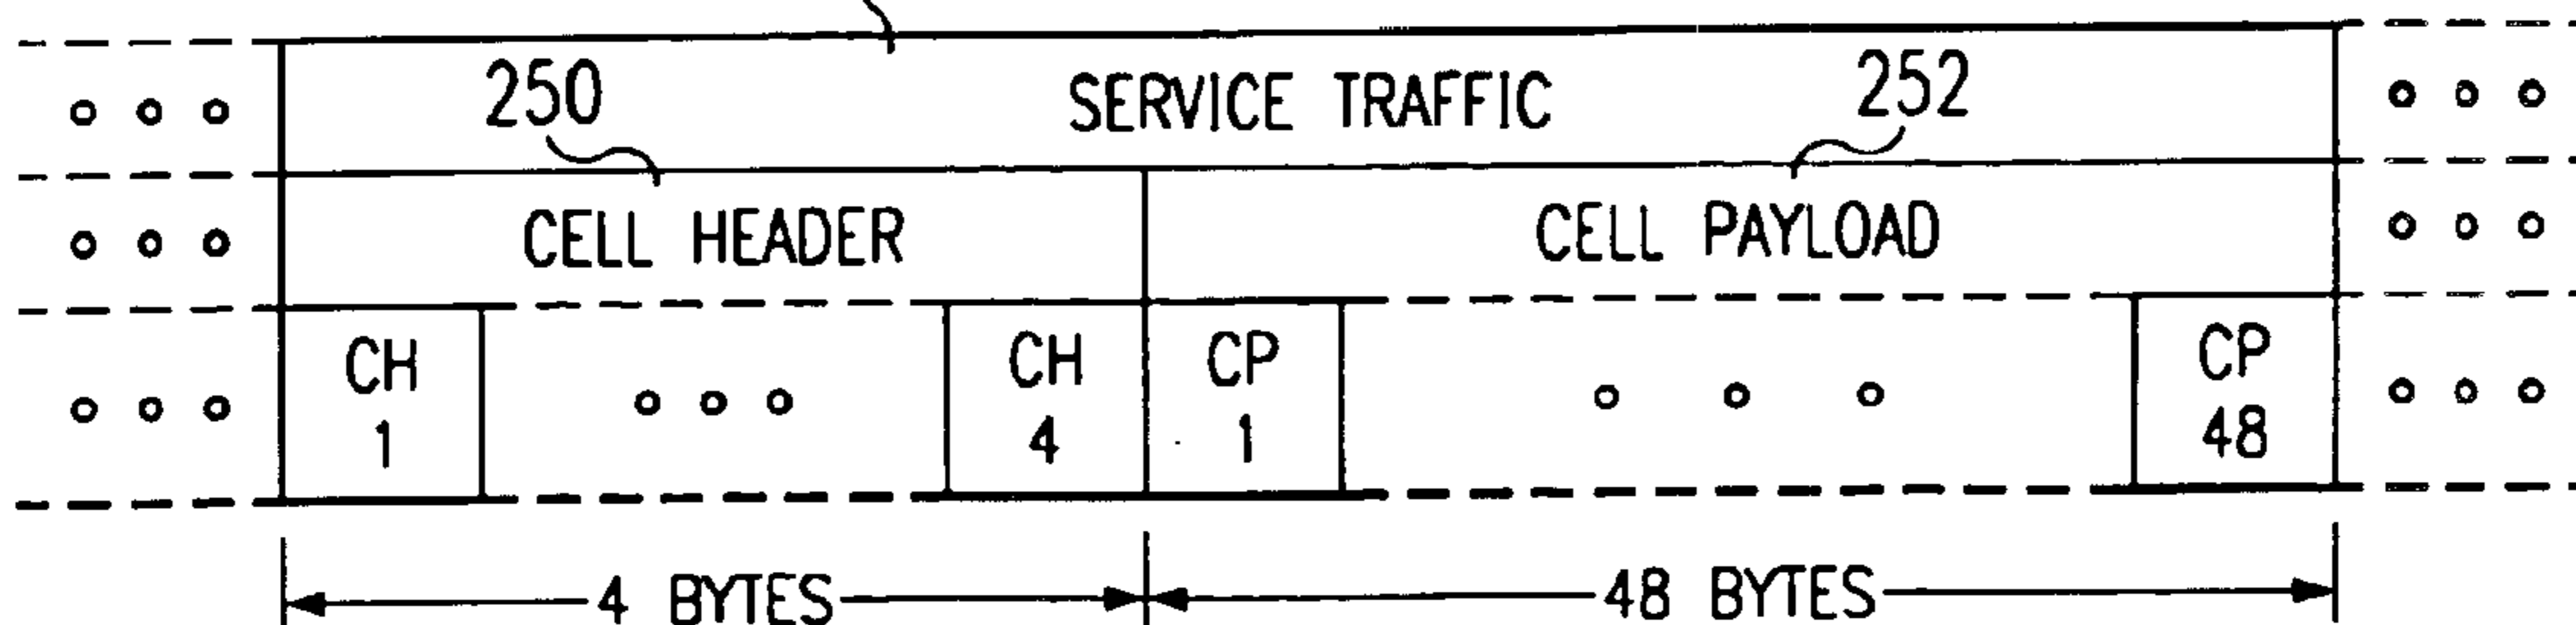 SERVICE TRAFFIC
250
252
CELL HEADER
CELL PAYLOAD
CH 1
CH 4
CP 1
CP 48
4 BYTES
48 BYTES